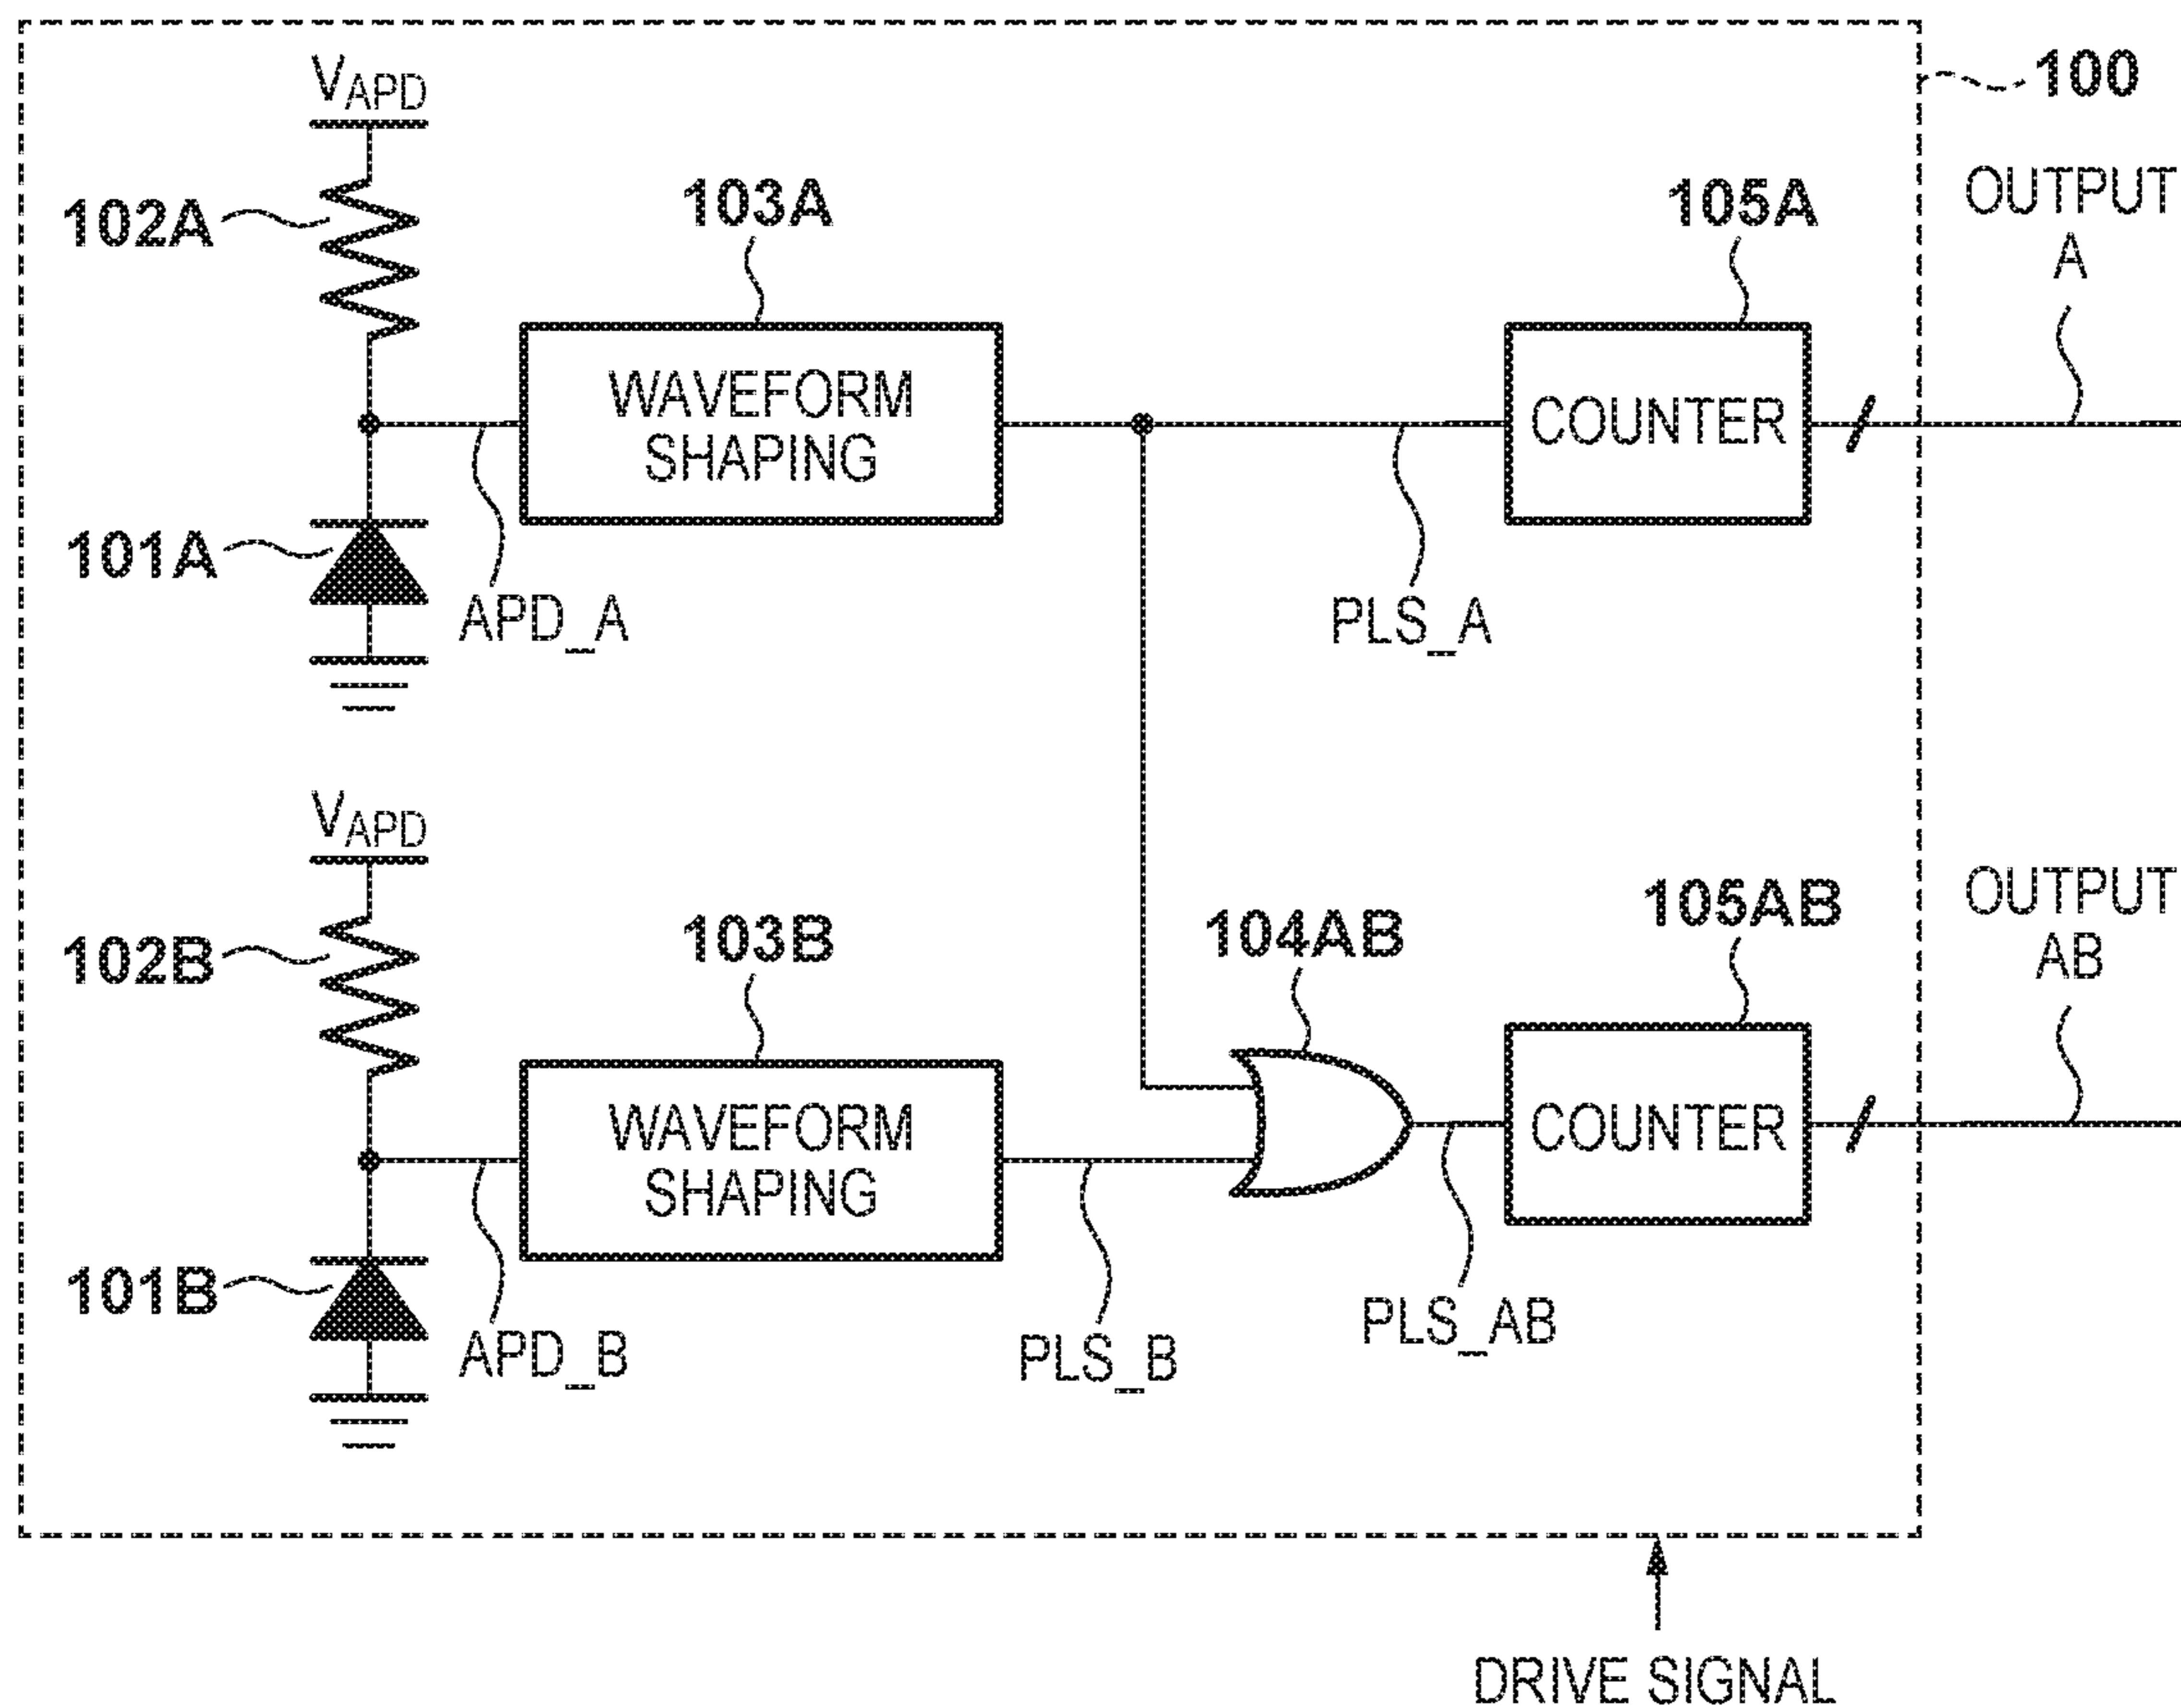 100
VAPD
102A
103A
105A
OUTPUT
A
WAVEFORM
SHAPING
COUNTER
101A
APD_A
PLS_A
VAPD
102B
103B
104AB
105AB
OUTPUT
AB
WAVEFORM
SHAPING
COUNTER
101B
APD_B
PLS_B
PLS_AB
DRIVE SIGNAL